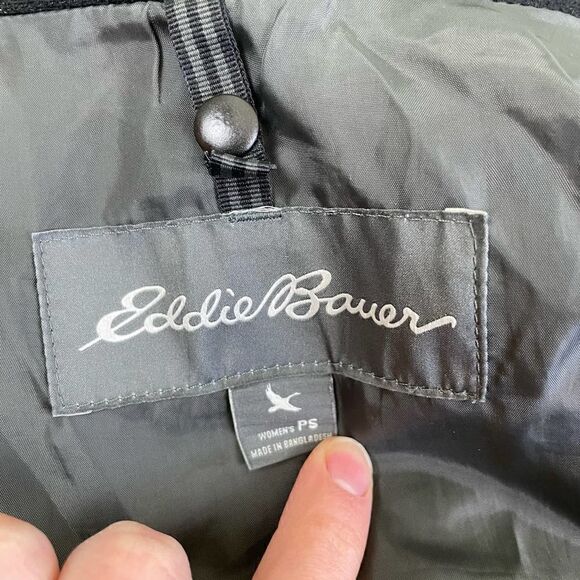 Eddie Bauer
WOMEN'S PS
MADE IN BANGLADESH